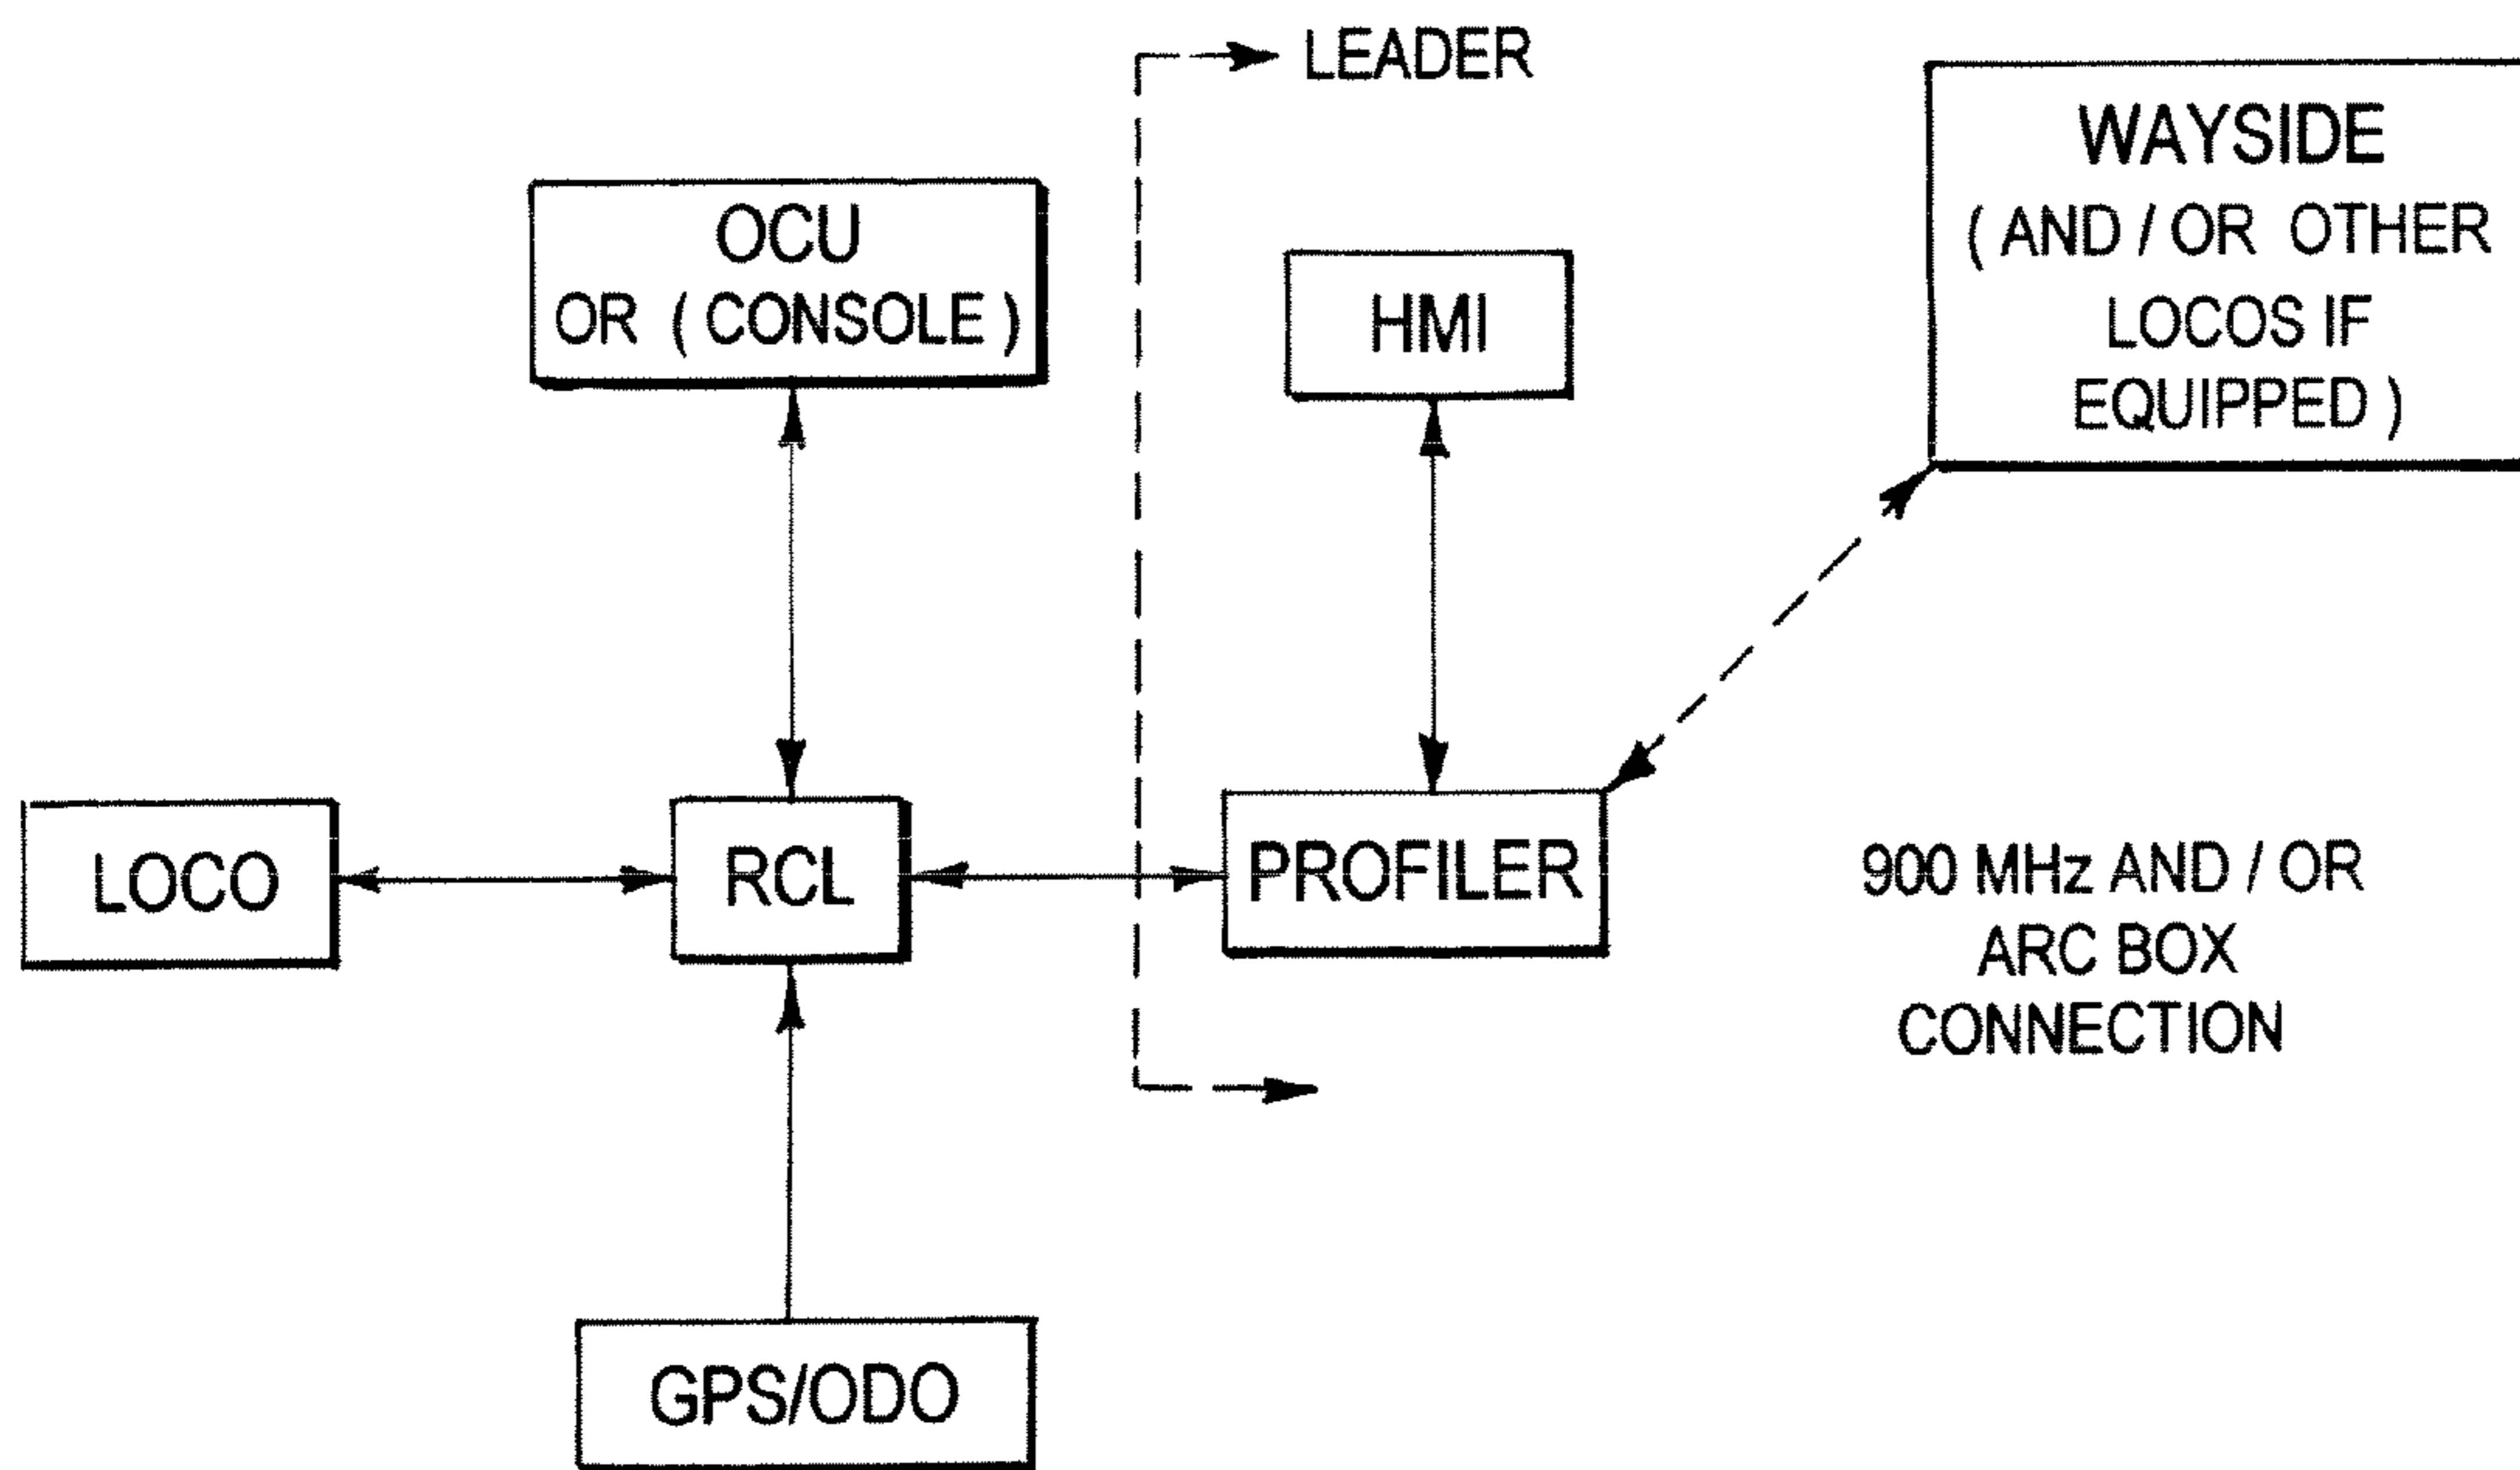 LEADER
WAYSIDE
( AND / OR OTHER
LOCOS IF
EQUIPPED )
OCU
OR ( CONSOLE )
HMI
LOCO
RCL
PROFILER
900 MHz AND / OR
ARC BOX
CONNECTION
GPS/ODO